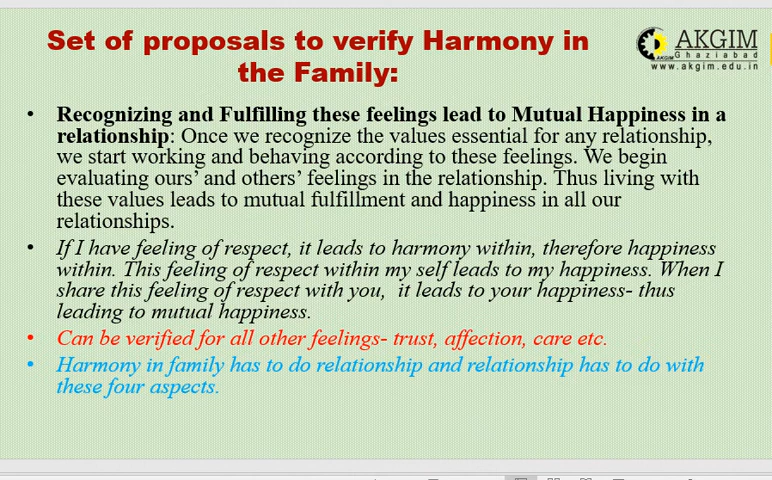 Set of proposals to verify Harmony in
the Family:
AKGIM
Ghaziabad
AKGIM
www.akgim.edu.in
• Recognizing and Fulfilling these feelings lead to Mutual Happiness in a
relationship: Once we recognize the values essential for any relationship,
we start working and behaving according to these feelings. We begin
evaluating ours' and others' feelings in the relationship. Thus living with
these values leads to mutual fulfillment and happiness in all our
relationships.
• If I have feeling of respect, it leads to harmony within, therefore happiness
within. This feeling of respect within my self leads to my happiness. When I
share this feeling of respect with you, it leads to your happiness- thus
leading to mutual happiness.
• Can be verified for all other feelings- trust, affection, care etc.
• Harmony in family has to do relationship and relationship has to do with
these four aspects.